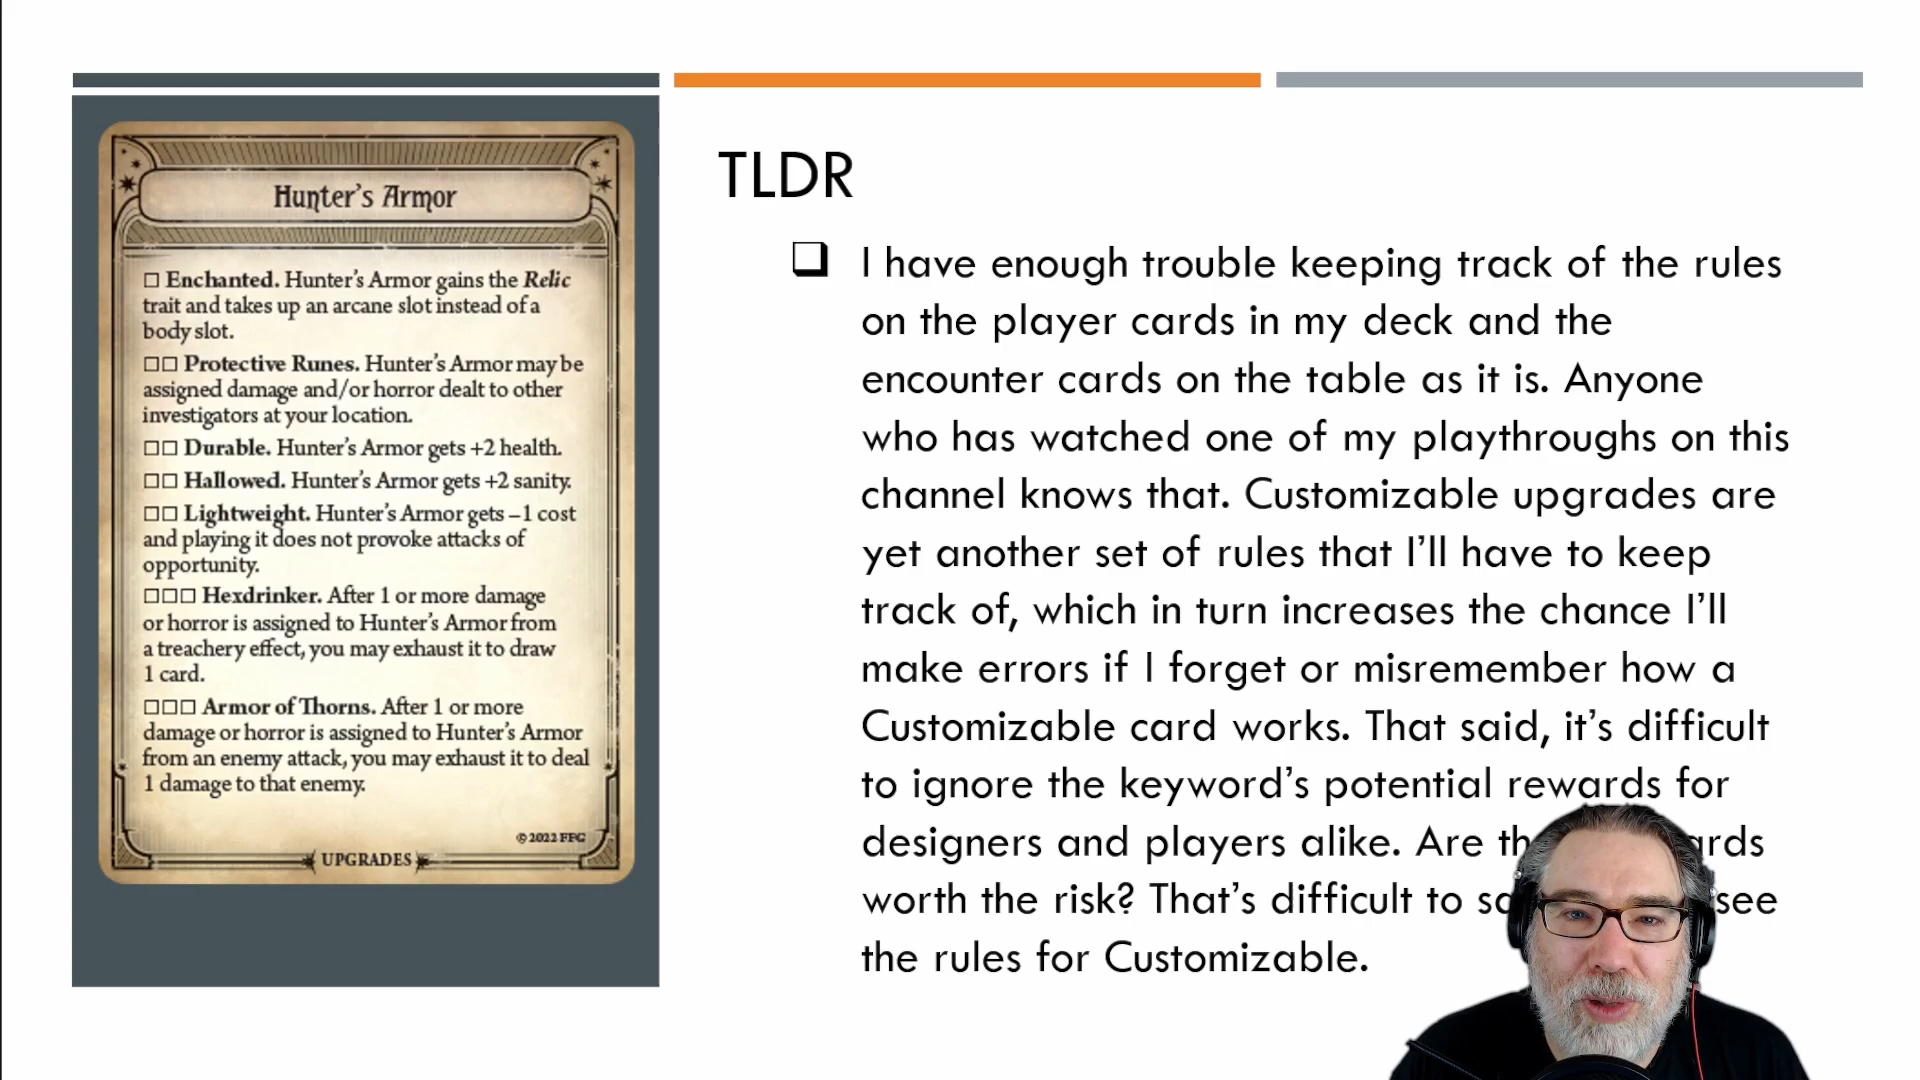 Hunter's Armor
□ Enchanted. Hunter's Armor gains the Relic
trait and takes up an arcane slot instead of a
body slot.
□□ Protective Runes. Hunter's Armor may be
assigned damage and/or horror dealt to other
investigators at your location.
□□ Durable. Hunter's Armor gets +2 health.
□□ Hallowed. Hunter's Armor gets +2 sanity.
□□ Lightweight. Hunter's Armor gets –1 cost
and playing it does not provoke attacks of
opportunity.
□□□ Hexdrinker. After 1 or more damage
or horror is assigned to Hunter's Armor from
a treachery effect, you may exhaust it to draw
1 card.
□□□ Armor of Thorns. After 1 or more
damage or horror is assigned to Hunter's Armor
from an enemy attack, you may exhaust it to deal
1 damage to that enemy.
© 2022 FFG
UPGRADES
TLDR
❑ I have enough trouble keeping track of the rules
on the player cards in my deck and the
encounter cards on the table as it is. Anyone
who has watched one of my playthroughs on this
channel knows that. Customizable upgrades are
yet another set of rules that I'll have to keep
track of, which in turn increases the chance I'll
make errors if I forget or misremember how a
Customizable card works. That said, it's difficult
to ignore the keyword's potential rewards for
designers and players alike. Are
worth the risk? That's difficult to see
the rules for Customizable.